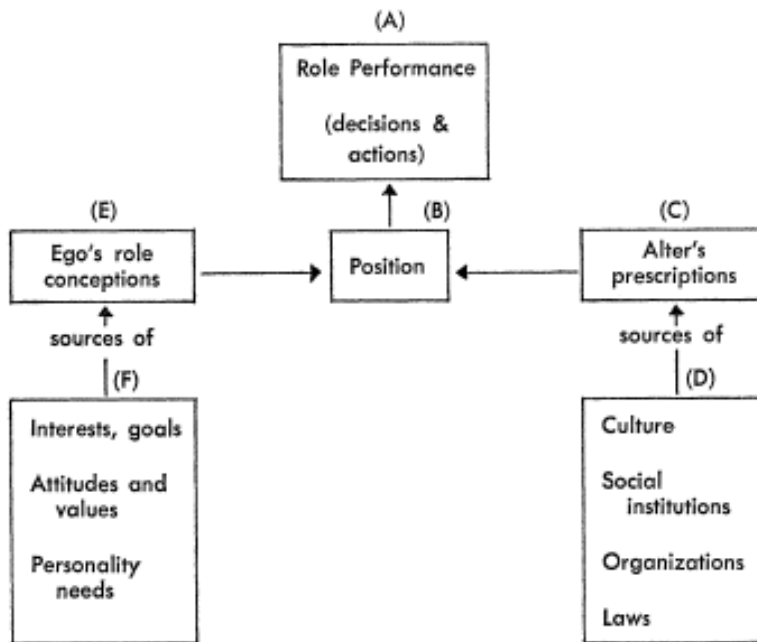 (A)
Role Performance
(decisions &
actions)
(E)
(B)
(C)
Ego's role
conceptions
Position
Alter's
prescriptions
sources of
sources of
(F)
(D)
Interests, goals
Attitudes and
values
Personality
needs
Culture
Social
institutions
Organizations
Laws